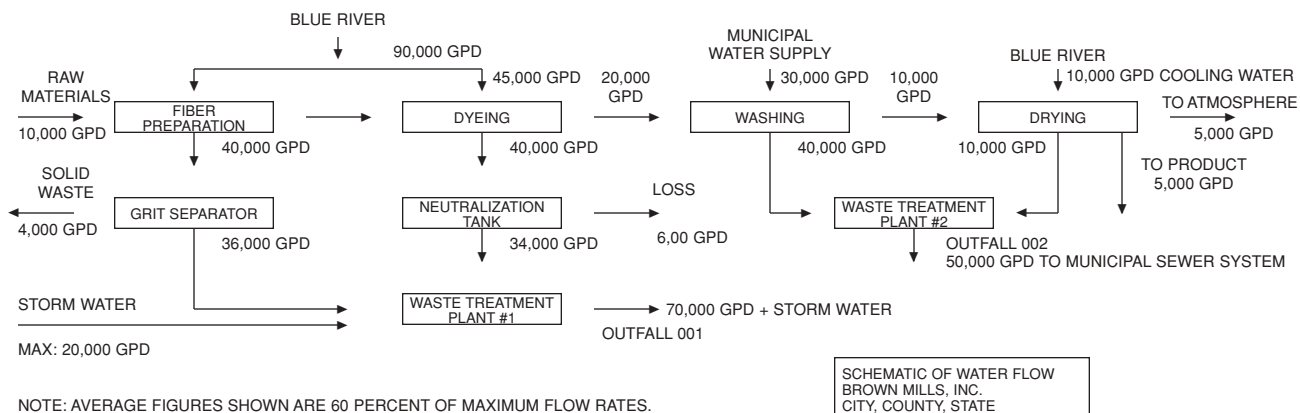 BLUE RIVER
90,000 GPD
RAW
MATERIALS
10,000 GPD
FIBER
PREPARATION
40,000 GPD
45,000 GPD
DYEING
40,000 GPD
20,000
GPD
MUNICIPAL
WATER SUPPLY
30,000 GPD
WASHING
40,000 GPD
10,000
GPD
BLUE RIVER
10,000 GPD COOLING WATER
DRYING
10,000 GPD
TO ATMOSPHERE
5,000 GPD
TO PRODUCT
5,000 GPD
SOLID
WASTE
4,000 GPD
GRIT SEPARATOR
36,000 GPD
NEUTRALIZATION
TANK
34,000 GPD
LOSS
6,00 GPD
WASTE TREATMENT
PLANT #2
OUTFALL 002
50,000 GPD TO MUNICIPAL SEWER SYSTEM
STORM WATER
MAX: 20,000 GPD
WASTE TREATMENT
PLANT #1
70,000 GPD + STORM WATER
OUTFALL 001
NOTE: AVERAGE FIGURES SHOWN ARE 60 PERCENT OF MAXIMUM FLOW RATES.
SCHEMATIC OF WATER FLOW
BROWN MILLS, INC.
CITY, COUNTY, STATE